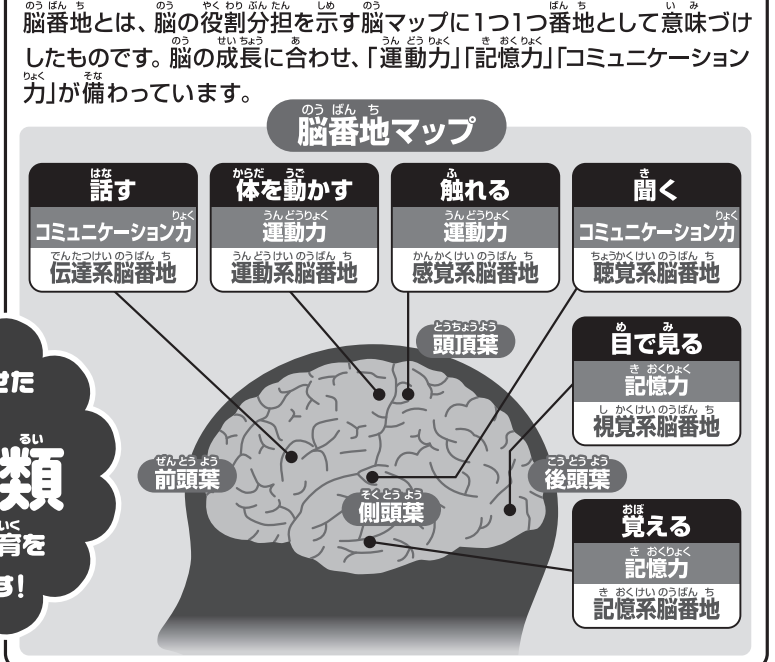 脳番地とは、脳の役割分担を示す脳マップに1つ1つ番地として意味づけ
したものです。脳の成長に合わせ、「運動力」「記憶力」「コミュニケーション
力」が備わっています。
脳番地マップ
話す
コミュニケーション力
伝達系脳番地
体を動かす
運動力
運動系脳番地
触れる
運動力
感覚系脳番地
聞く
コミュニケーション力
聴覚系脳番地
頭頂葉
目で見る
記憶力
視覚系脳番地
前頭葉
側頭葉
後頭葉
覚える
記憶力
記憶系脳番地
せた
類
育を
す!